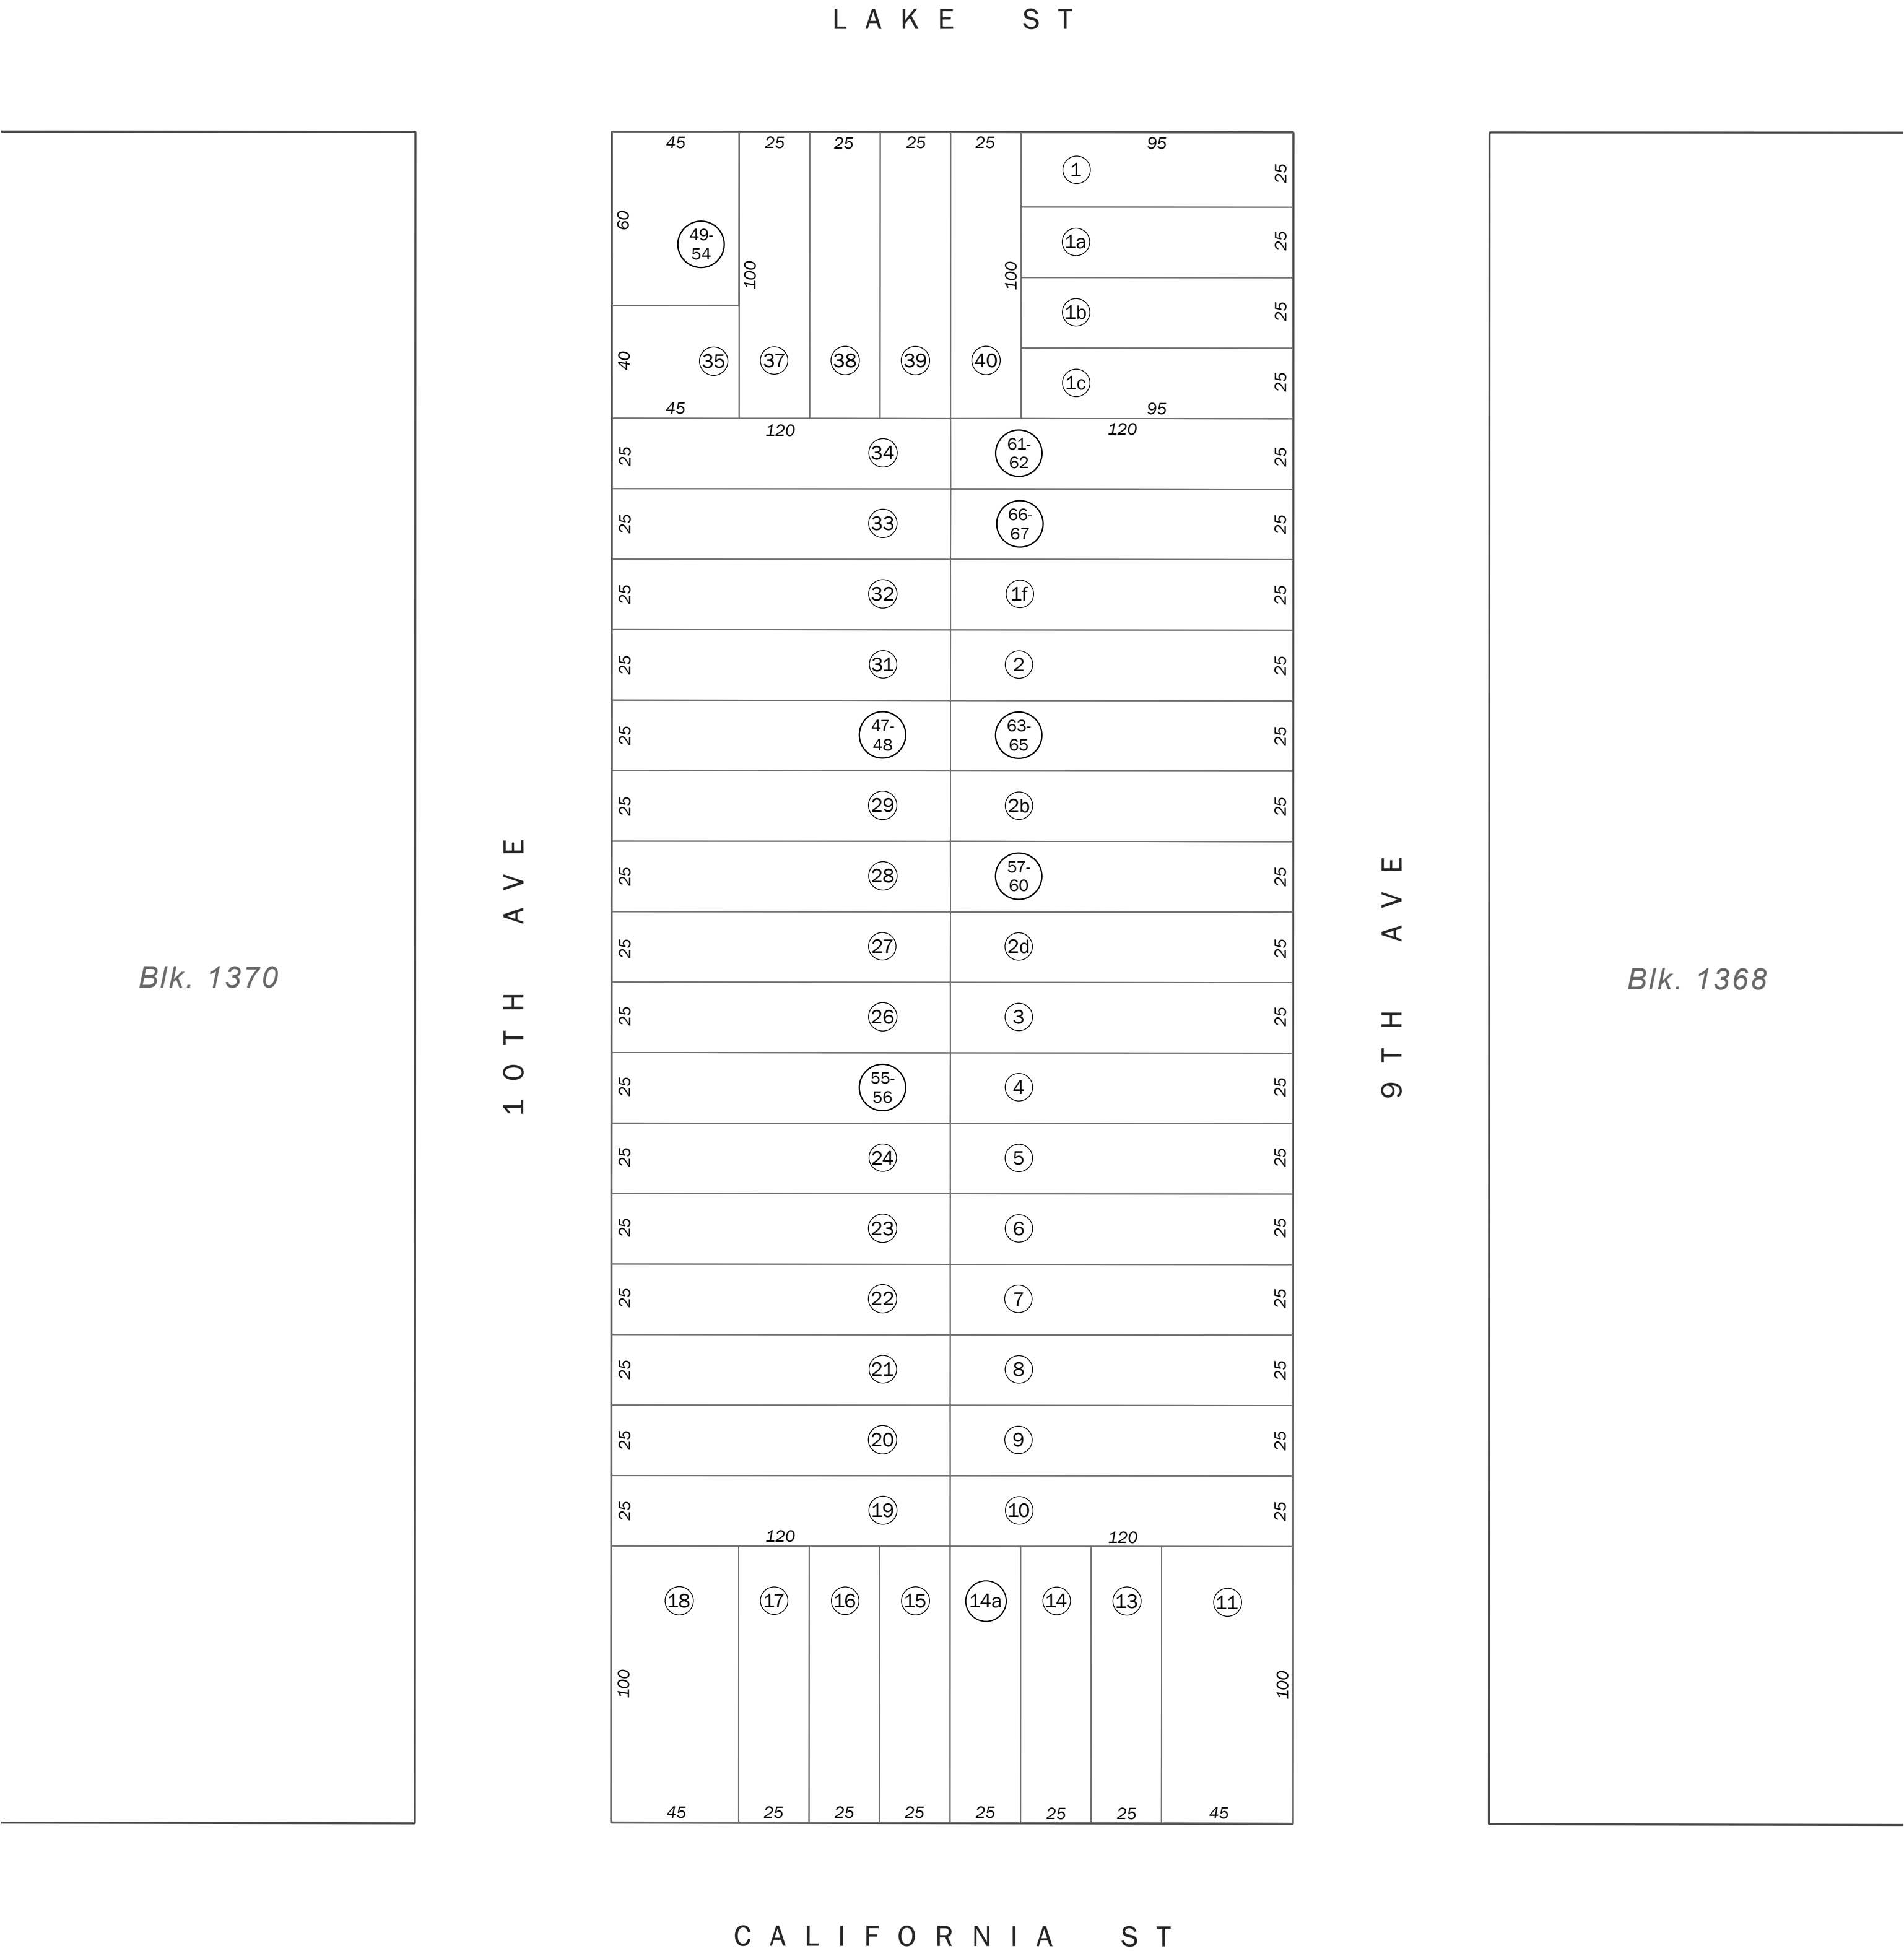 LAKE ST
45 25 25 25 25 95
1 25
60
49-
54
1a 25
100 100
1b 25
40 35 37 38 39 40
1c 25
45 95
120 120
25 34 61-
62 25
25 33 66-
67 25
25 32 1f 25
25 31 2 25
25 47-
48 63-
65 25
25 29 2b 25
25 28 57-
60 25
25 27 2d 25
10TH AVE
9TH AVE
Blk. 1370
Blk. 1368
25 26 3 25
25 55-
56 4 25
25 24 5 25
25 23 6 25
25 22 7 25
25 21 8 25
25 20 9 25
25 19 10 25
120 120
18 17 16 15 14a 14 13 11
100 100
45 25 25 25 25 25 25 45
CALIFORNIA ST